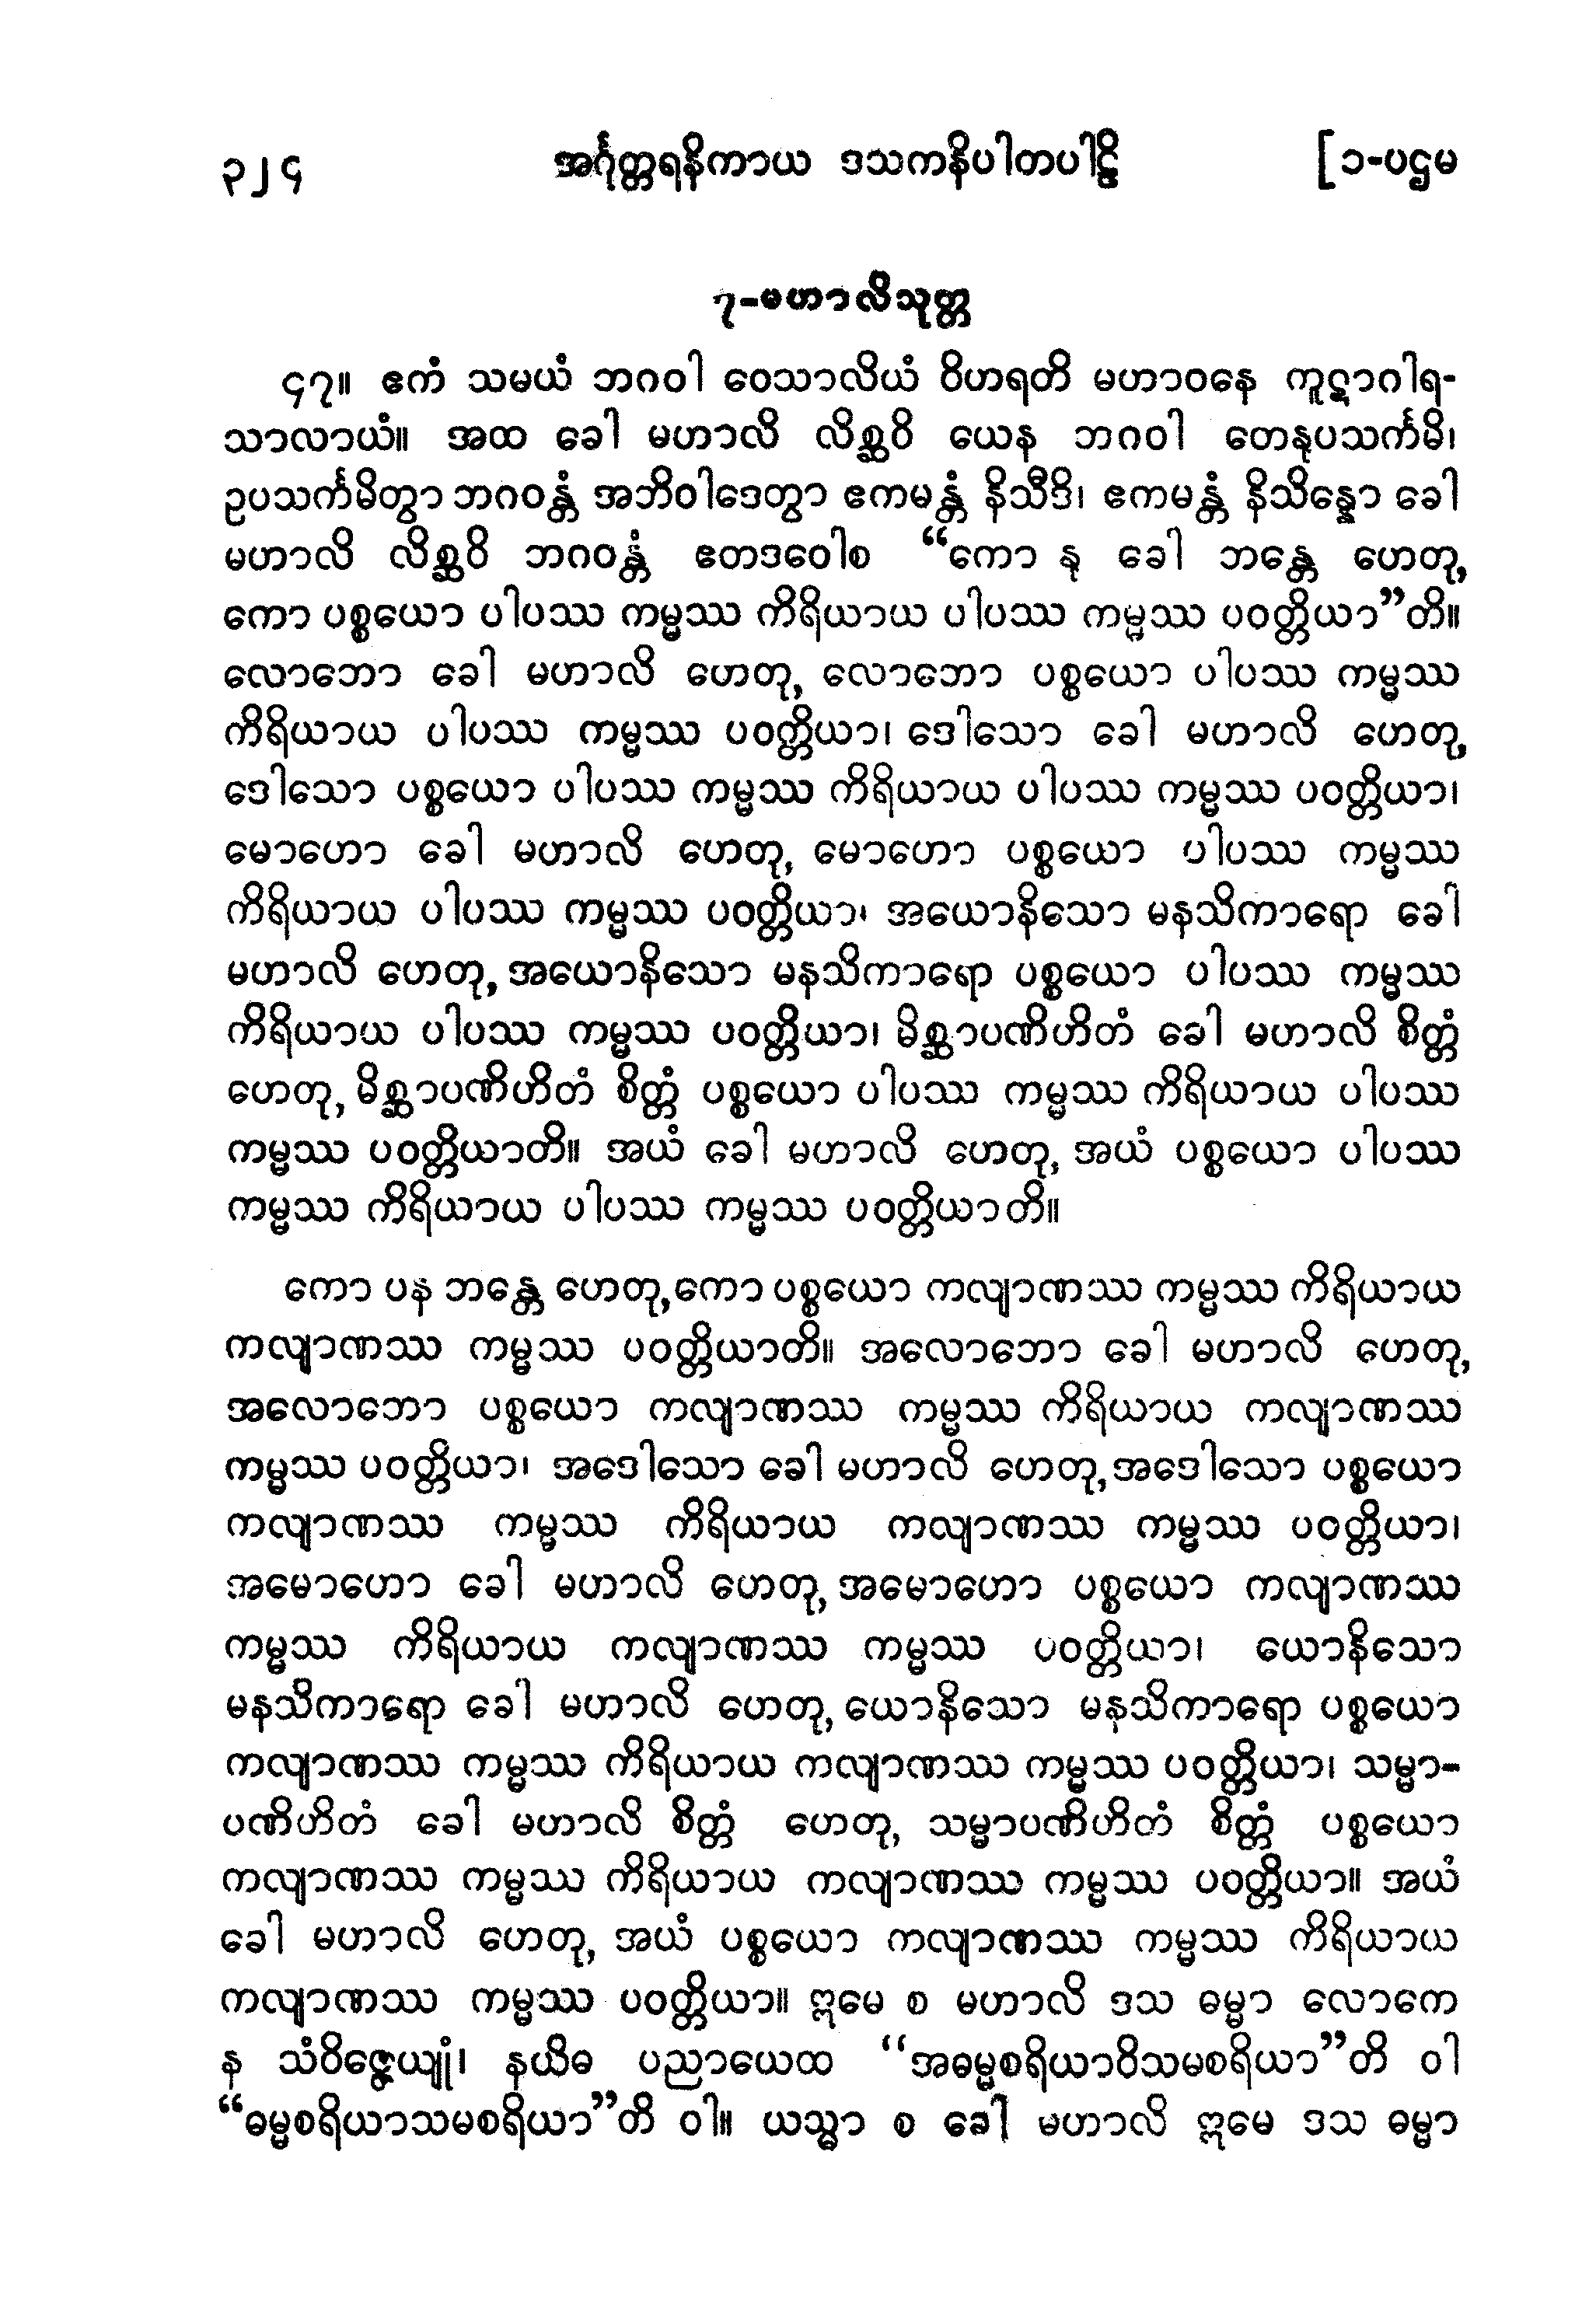 ၃၂၄ အင်္ဂုတ္တရနိကာယ ဒသကနိပါတပါဠိ [၁-ပဌမ
၇-မဟာလိသုတ္တ
၄၇။ ဧကံ သမယံ ဘဂဝါ ဝေသာလိယံ ဝိဟရတိ မဟာဝနေ ကူဋာဂါရ-
သာလာယံ။ အထ ခေါ မဟာလိ လိစ္ဆဝိ ယေန ဘဂဝါ တေနုပသင်္ကမိ၊
ဥပသင်္ကမိတွာ ဘဂဝန္တံ အဘိဝါဒေတွာ ဧကမန္တံ နိသီဒိ၊ ဧကမန္တံ နိသိန္နော ခေါ
မဟာလိ လိစ္ဆဝိ ဘဂဝန္တံ ဧတဒဝေါစ “ကော နု ခေါ ဘန္တေ ဟေတု,
ကော ပစ္စယော ပါပဿ ကမ္မဿ ကိရိယာယ ပါပဿ ကမ္မဿ ပဝတ္တိယာ”တိ။
လောဘော ခေါ မဟာလိ ဟေတု, လောဘော ပစ္စယော ပါပဿ ကမ္မဿ
ကိရိယာယ ပါပဿ ကမ္မဿ ပဝတ္တိယာ၊ ဒေါသော ခေါ မဟာလိ ဟေတု,
ဒေါသော ပစ္စယော ပါပဿ ကမ္မဿ ကိရိယာယ ပါပဿ ကမ္မဿ ပဝတ္တိယာ၊
မောဟော ခေါ မဟာလိ ဟေတု, မောဟော ပစ္စယော ပါပဿ ကမ္မဿ
ကိရိယာယ ပါပဿ ကမ္မဿ ပဝတ္တိယာ၊ အယောနိသော မနသိကာရော ခေါ
မဟာလိ ဟေတု, အယောနိသော မနသိကာရော ပစ္စယော ပါပဿ ကမ္မဿ
ကိရိယာယ ပါပဿ ကမ္မဿ ပဝတ္တိယာ၊ မိစ္ဆာပဏိဟိတံ ခေါ မဟာလိ စိတ္တံ
ဟေတု, မိစ္ဆာပဏိဟိတံ စိတ္တံ ပစ္စယော ပါပဿ ကမ္မဿ ကိရိယာယ ပါပဿ
ကမ္မဿ ပဝတ္တိယာတိ။ အယံ ခေါ မဟာလိ ဟေတု, အယံ ပစ္စယော ပါပဿ
ကမ္မဿ ကိရိယာယ ပါပဿ ကမ္မဿ ပဝတ္တိယာတိ။
ကော ပန ဘန္တေ ဟေတု,ကော ပစ္စယော ကလျာဏဿ ကမ္မဿ ကိရိယာယ
ကလျာဏဿ ကမ္မဿ ပဝတ္တိယာတိ။ အလောဘော ခေါ မဟာလိ ဟေတု,
အလောဘော ပစ္စယော ကလျာဏဿ ကမ္မဿ ကိရိယာယ ကလျာဏဿ
ကမ္မဿ ပဝတ္တိယာ၊ အဒေါသော ခေါ မဟာလိ ဟေတု,အဒေါသော ပစ္စယော
ကလျာဏဿ ကမ္မဿ ကိရိယာယ ကလျာဏဿ ကမ္မဿ ပဝတ္တိယာ၊
အမောဟော ခေါ မဟာလိ ဟေတု, အမောဟော ပစ္စယော ကလျာဏဿ
ကမ္မဿ ကိရိယာယ ကလျာဏဿ ကမ္မဿ ပဝတ္တိယာ၊ ယောနိသော
မနသိကာရော ခေါ မဟာလိ ဟေတု, ယောနိသော မနသိကာရော ပစ္စယော
ကလျာဏဿ ကမ္မဿ ကိရိယာယ ကလျာဏဿ ကမ္မဿ ပဝတ္တိယာ၊ သမ္မာ-
ပဏိဟိတံ ခေါ မဟာလိ စိတ္တံ ဟေတု, သမ္မာပဏိဟိတံ စိတ္တံ ပစ္စယော
ကလျာဏဿ ကမ္မဿ ကိရိယာယ ကလျာဏဿ ကမ္မဿ ပဝတ္တိယာ။ အယံ
ခေါ မဟာလိ ဟေတု, အယံ ပစ္စယော ကလျာဏဿ ကမ္မဿ ကိရိယာယ
ကလျာဏဿ ကမ္မဿ ပဝတ္တိယာ။ ဣမေ စ မဟာလိ ဒသ ဓမ္မာ လောကေ
န သံဝိဇ္ဇေယျုံ၊ နယိဓ ပညာယေထ “အဓမ္မစရိယာဝိသမစရိယာ”တိ ဝါ
“ဓမ္မစရိယာသမစရိယာ”တိ ဝါ။ ယသ္မာ စ ခေါ မဟာလိ ဣမေ ဒသ ဓမ္မာ